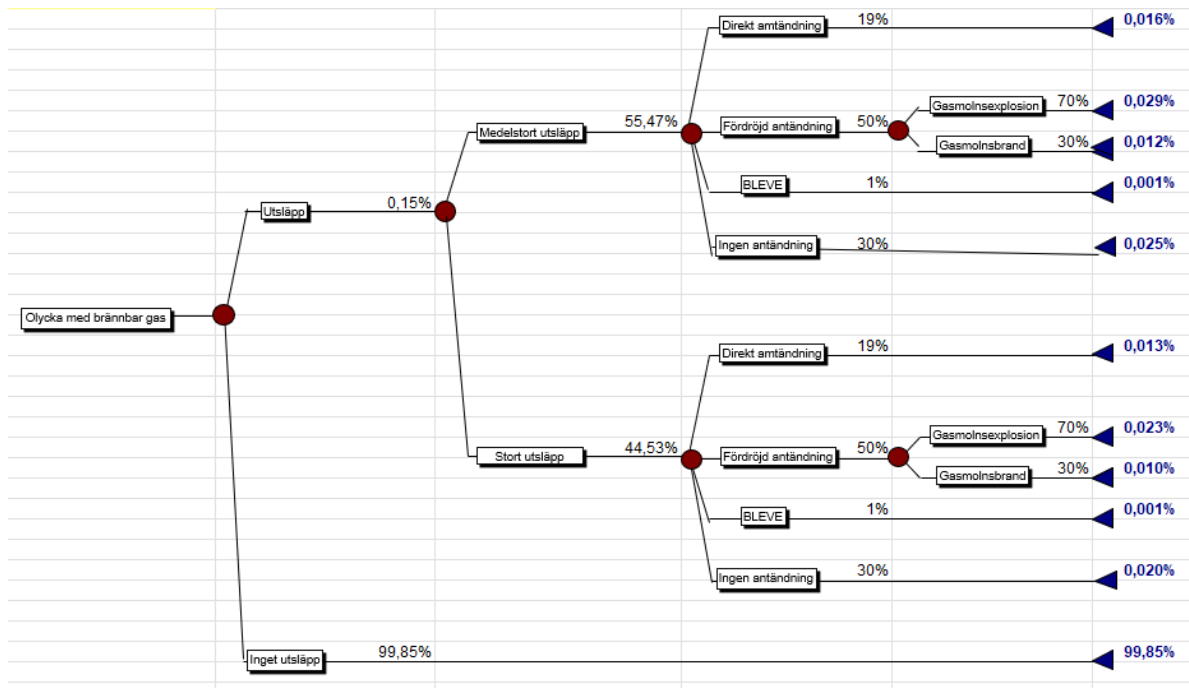 Direkt amtändning 19% 0,016%
Gasmolnsexplosion 70% 0,029%
Medelstort utsläpp 55,47% Fördröjd antändning 50%
Gasmolnsbrand 30% 0,012%
BLEVE 1% 0,001%
Utsläpp 0,15%
Ingen antändning 30% 0,025%
Olycka med brännbar gas
Direkt amtändning 19% 0,013%
Gasmolnsexplosion 70% 0,023%
Stort utsläpp 44,53% Fördröjd antändning 50%
Gasmolnsbrand 30% 0,010%
BLEVE 1% 0,001%
Ingen antändning 30% 0,020%
Inget utsläpp 99,85% 99,85%